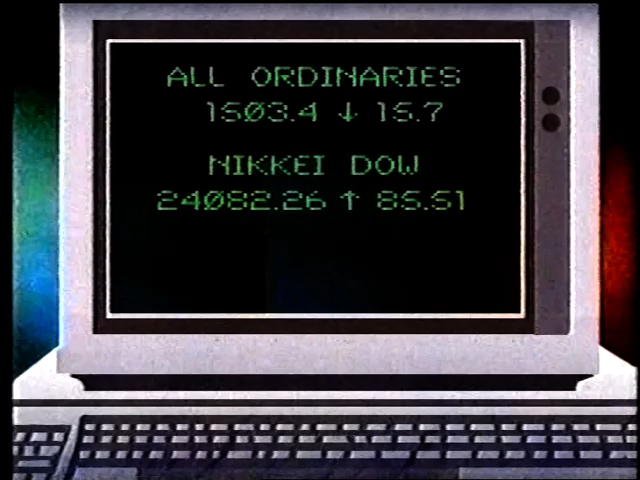 ALL ORDINARIES
1503.4 ↓ 15.7
NIKKEI DOW
24082.26 ↑ 85.51